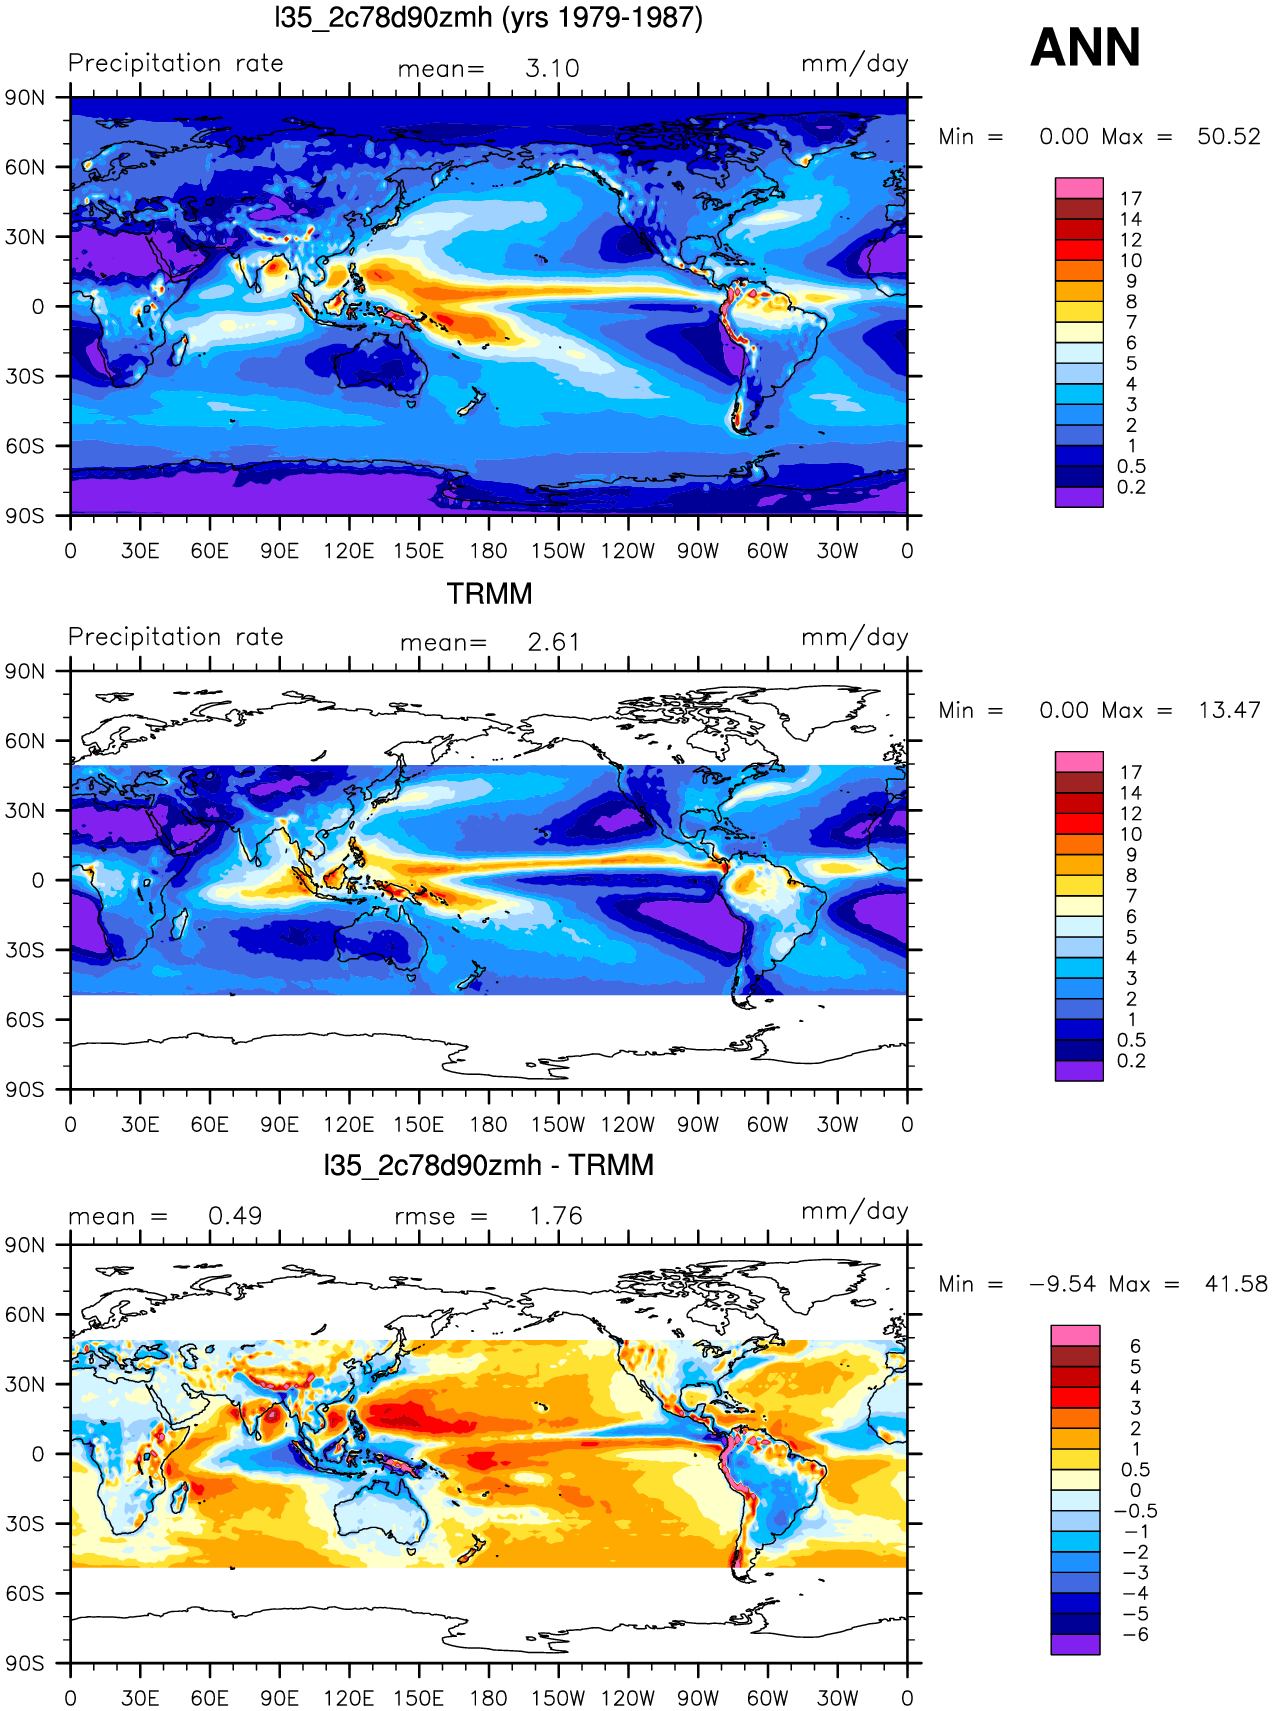 l35_2c78d90zmh (yrs 1979-1987)
ANN
Precipitation rate mean= 3.10 mm/day
Min = 0.00 Max = 50.52
90N
60N
30N
0
30S
60S
90S
0 30E 60E 90E 120E 150E 180 150W 120W 90W 60W 30W 0
17
14
12
10
9
8
7
6
5
4
3
2
1
0.5
0.2
TRMM
Precipitation rate mean= 2.61 mm/day
Min = 0.00 Max = 13.47
90N
60N
30N
0
30S
60S
90S
0 30E 60E 90E 120E 150E 180 150W 120W 90W 60W 30W 0
17
14
12
10
9
8
7
6
5
4
3
2
1
0.5
0.2
l35_2c78d90zmh - TRMM
mean = 0.49 rmse = 1.76 mm/day
Min = −9.54 Max = 41.58
90N
60N
30N
0
30S
60S
90S
0 30E 60E 90E 120E 150E 180 150W 120W 90W 60W 30W 0
6
5
4
3
2
1
0.5
0
−0.5
−1
−2
−3
−4
−5
−6